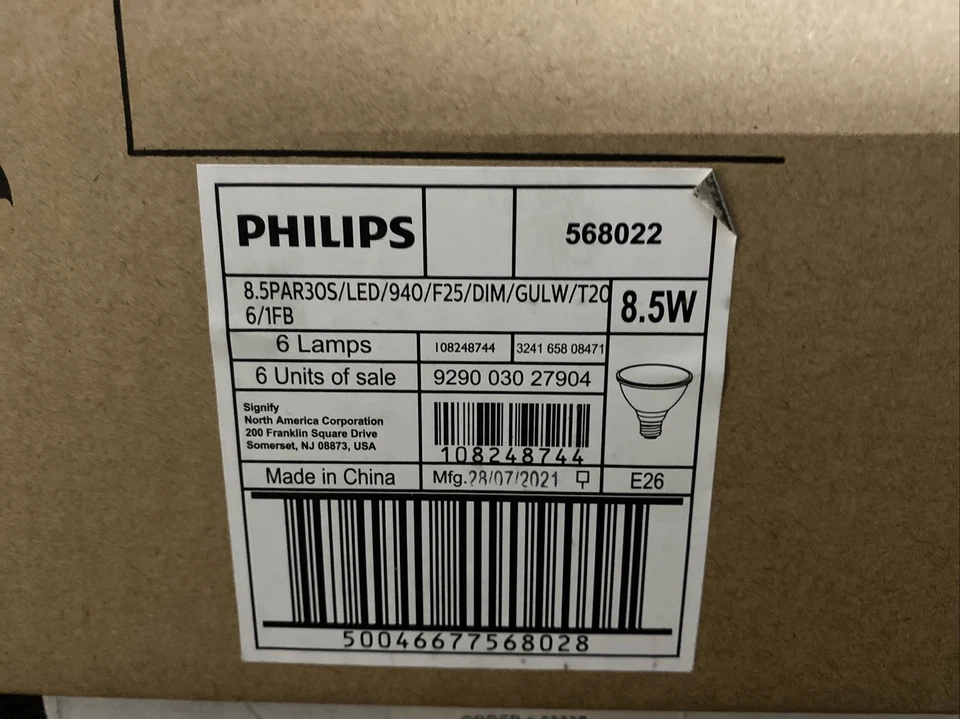 PHILIPS
568022
8.5PAR30S/LED/940/F25/DIM/GULW/T20
6/1FB
8.5W
6 Lamps
108248744
3241 658 08471
6 Units of sale
9290 030 27904
Signify
North America Corporation
200 Franklin Square Drive
Somerset, NJ 08873, USA
108248744
Made in China
Mfg.28/07/2021
E26
50046677568028